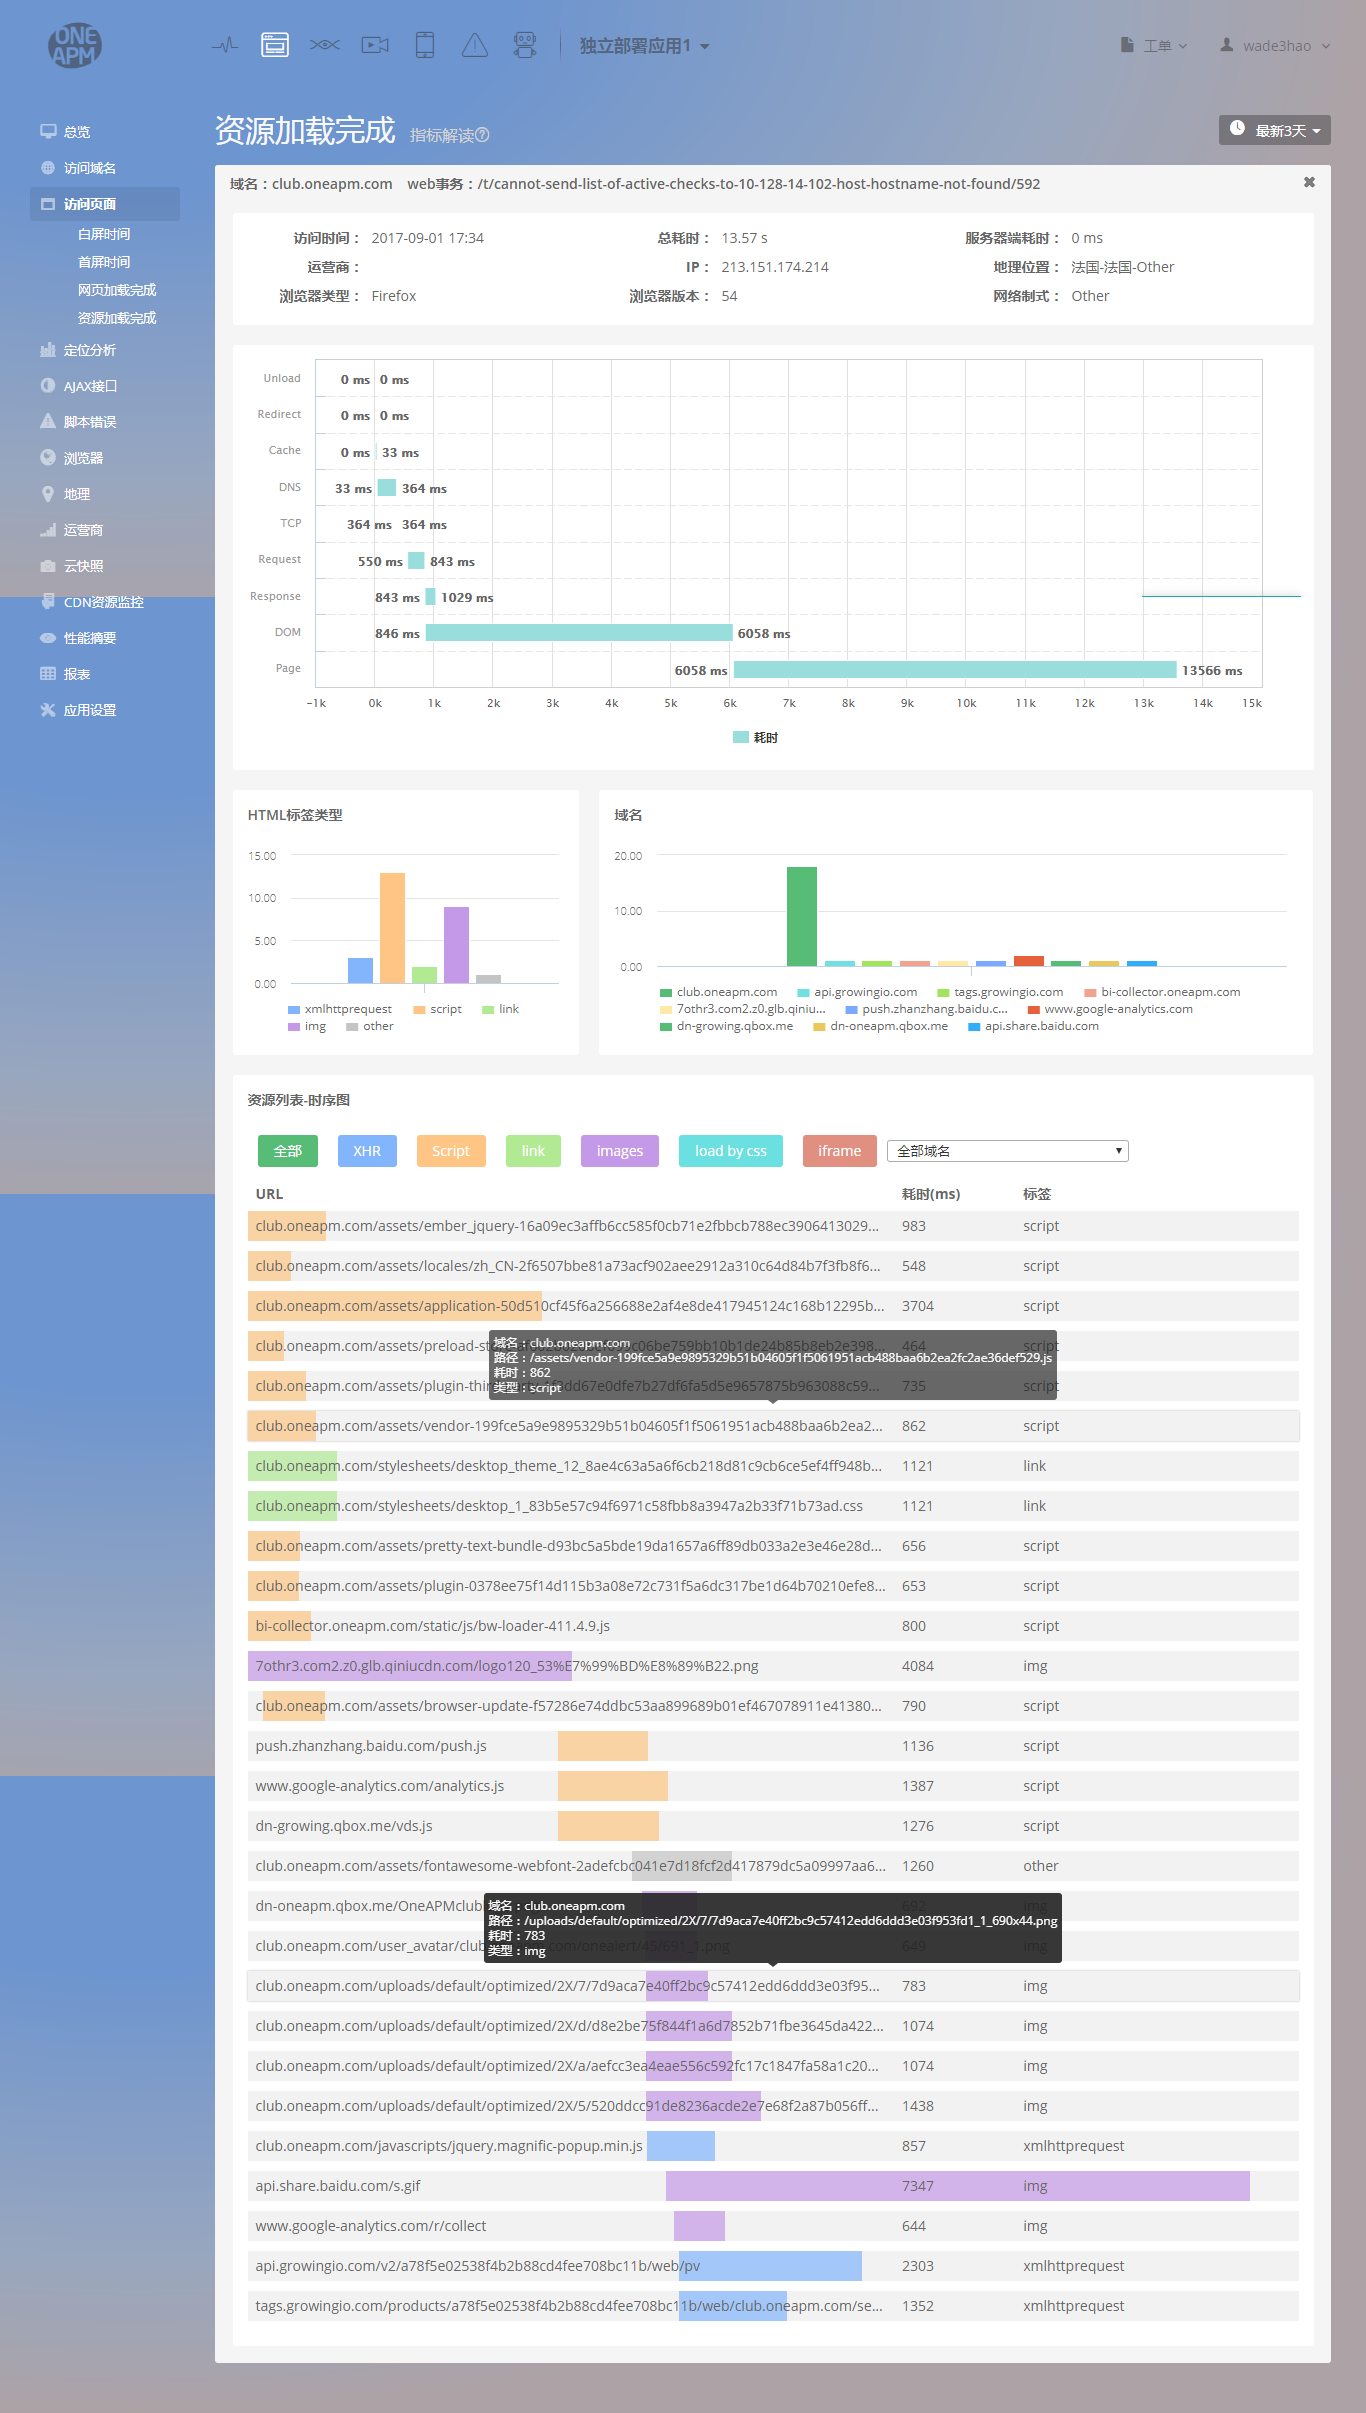 ONE APM
独立部署应用1
工单
wade3hao
总览
访问域名
访问页面
白屏时间
首屏时间
网页加载完成
资源加载完成
定位分析
AJAX接口
脚本错误
浏览器
地理
运营商
云快照
CDN资源监控
性能摘要
报表
应用设置
资源加载完成 指标解读
最新3天
域名：club.oneapm.com web事务：/t/cannot-send-list-of-active-checks-to-10-128-14-102-host-hostname-not-found/592
访问时间： 2017-09-01 17:34 总耗时： 13.57 s 服务器端耗时： 0 ms
运营商： IP： 213.151.174.214 地理位置： 法国-法国-Other
浏览器类型： Firefox 浏览器版本： 54 网络制式： Other
Unload 0 ms 0 ms
Redirect 0 ms 0 ms
Cache 0 ms 33 ms
DNS 33 ms 364 ms
TCP 364 ms 364 ms
Request 550 ms 843 ms
Response 843 ms 1029 ms
DOM 846 ms 6058 ms
Page 6058 ms 13566 ms
-1k 0k 1k 2k 3k 4k 5k 6k 7k 8k 9k 10k 11k 12k 13k 14k 15k
耗时
HTML标签类型
15.00
10.00
5.00
0.00
xmlhttprequest script link
img other
域名
20.00
10.00
0.00
club.oneapm.com api.growingio.com tags.growingio.com bi-collector.oneapm.com
7othr3.com2.z0.glb.qiniu... push.zhanzhang.baidu.c... www.google-analytics.com
dn-growing.qbox.me dn-oneapm.qbox.me api.share.baidu.com
资源列表-时序图
全部 XHR Script link images load by css iframe 全部域名
URL 耗时(ms) 标签
club.oneapm.com/assets/ember_jquery-16a09ec3affb6cc585f0cb71e2fbbcb788ec3906413029... 983 script
club.oneapm.com/assets/locales/zh_CN-2f6507bbe81a73acf902aee2912a310c64d84b7f3fb8f6... 548 script
club.oneapm.com/assets/application-50d510cf45f6a256688e2af4e8de417945124c168b12295b... 3704 script
club.oneapm.com/assets/preload- 464 script
club.oneapm.com/assets/plugin- 735 script
域名：club.oneapm.com
路径：/assets/vendor-199fce5a9e9895329b51b04605f1f5061951acb488baa6b2ea2fc2ae36def529.js
耗时：862
类型：script
club.oneapm.com/assets/vendor-199fce5a9e9895329b51b04605f1f5061951acb488baa6b2ea2... 862 script
club.oneapm.com/stylesheets/desktop_theme_12_8ae4c63a5a6f6cb218d81c9cb6ce5ef4ff948b... 1121 link
club.oneapm.com/stylesheets/desktop_1_83b5e57c94f6971c58fbb8a3947a2b33f71b73ad.css 1121 link
club.oneapm.com/assets/pretty-text-bundle-d93bc5a5bde19da1657a6ff89db033a2e3e46e28d... 656 script
club.oneapm.com/assets/plugin-0378ee75f14d115b3a08e72c731f5a6dc317be1d64b70210efe8... 653 script
bi-collector.oneapm.com/static/js/bw-loader-411.4.9.js 800 script
7othr3.com2.z0.glb.qiniucdn.com/logo120_53%E7%99%BD%E8%89%B22.png 4084 img
club.oneapm.com/assets/browser-update-f57286e74ddbc53aa899689b01ef467078911e41380... 790 script
push.zhanzhang.baidu.com/push.js 1136 script
www.google-analytics.com/analytics.js 1387 script
dn-growing.qbox.me/vds.js 1276 script
club.oneapm.com/assets/fontawesome-webfont-2adefcbc041e7d18fcf2d417879dc5a09997aa6... 1260 other
dn-oneapm.qbox.me/OneAPMclub 692 img
club.oneapm.com/user_avatar/club 649 img
域名：club.oneapm.com
路径：/uploads/default/optimized/2X/7/7d9aca7e40ff2bc9c57412edd6ddd3e03f953fd1_1_690x44.png
耗时：783
类型：img
club.oneapm.com/uploads/default/optimized/2X/7/7d9aca7e40ff2bc9c57412edd6ddd3e03f95... 783 img
club.oneapm.com/uploads/default/optimized/2X/d/d8e2be75f844f1a6d7852b71fbe3645da422... 1074 img
club.oneapm.com/uploads/default/optimized/2X/a/aefcc3ea4eae556c592fc17c1847fa58a1c20... 1074 img
club.oneapm.com/uploads/default/optimized/2X/5/520ddcc91de8236acde2e7e68f2a87b056ff... 1438 img
club.oneapm.com/javascripts/jquery.magnific-popup.min.js 857 xmlhttprequest
api.share.baidu.com/s.gif 7347 img
www.google-analytics.com/r/collect 644 img
api.growingio.com/v2/a78f5e02538f4b2b88cd4fee708bc11b/web/pv 2303 xmlhttprequest
tags.growingio.com/products/a78f5e02538f4b2b88cd4fee708bc11b/web/club.oneapm.com/se... 1352 xmlhttprequest